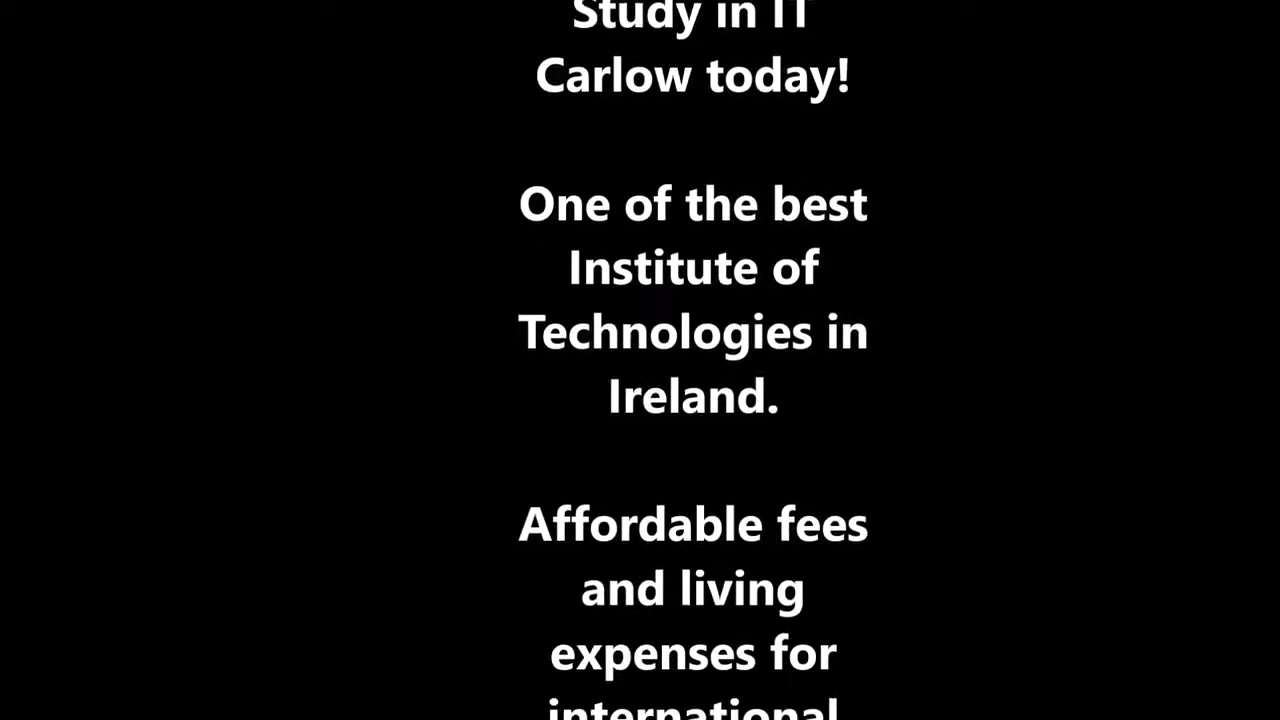 Study in IT
Carlow today!
One of the best
Institute of
Technologies in
Ireland.
Affordable fees
and living
expenses for
international